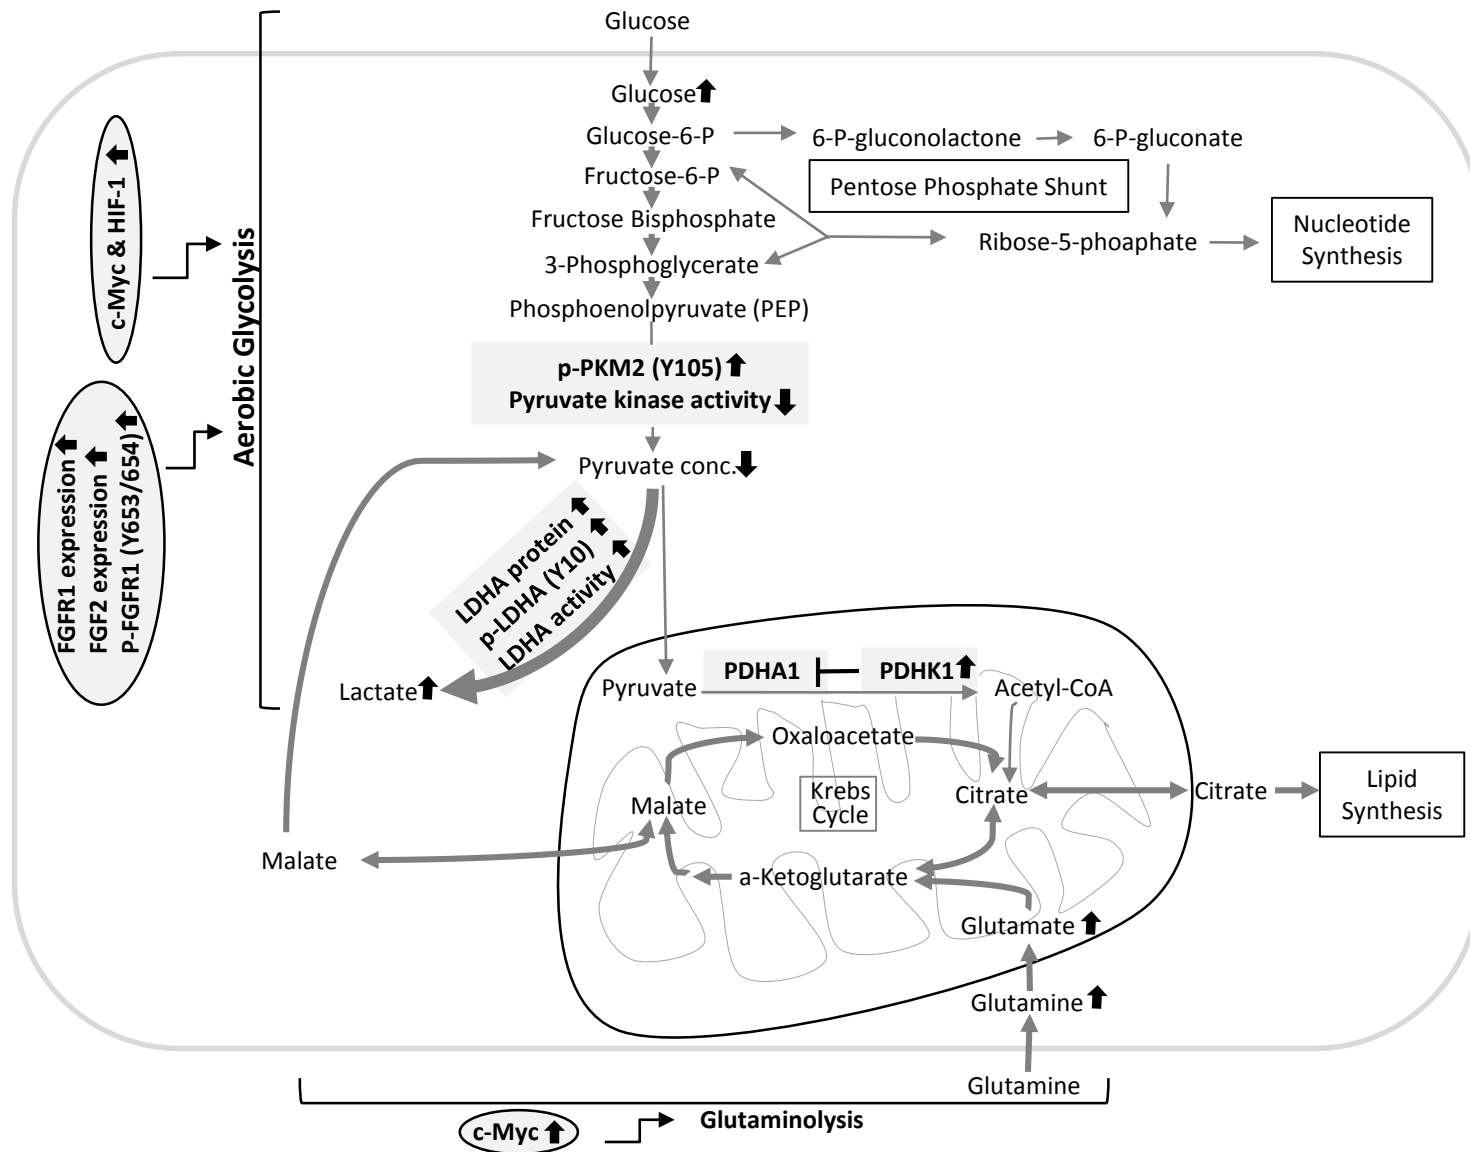 Glucose
Glucose
Glucose-6-P
6-P-gluconolactone
6-P-gluconate
Fructose-6-P
Pentose Phosphate Shunt
Fructose Bisphosphate
Ribose-5-phoaphate
Nucleotide
Synthesis
3-Phosphoglycerate
Phosphoenolpyruvate (PEP)
c-Myc & HIF-1
Aerobic Glycolysis
FGFR1 expression
FGF2 expression
P-FGFR1 (Y653/654)
p-PKM2 (Y105)
Pyruvate kinase activity
Pyruvate conc.
LDHA protein
p-LDHA (Y10)
LDHA activity
Lactate
Pyruvate
PDHA1
PDHK1
Acetyl-CoA
Oxaloacetate
Krebs
Cycle
Malate
Citrate
Citrate
Lipid
Synthesis
Malate
a-Ketoglutarate
Glutamate
Glutamine
Glutamine
c-Myc
Glutaminolysis